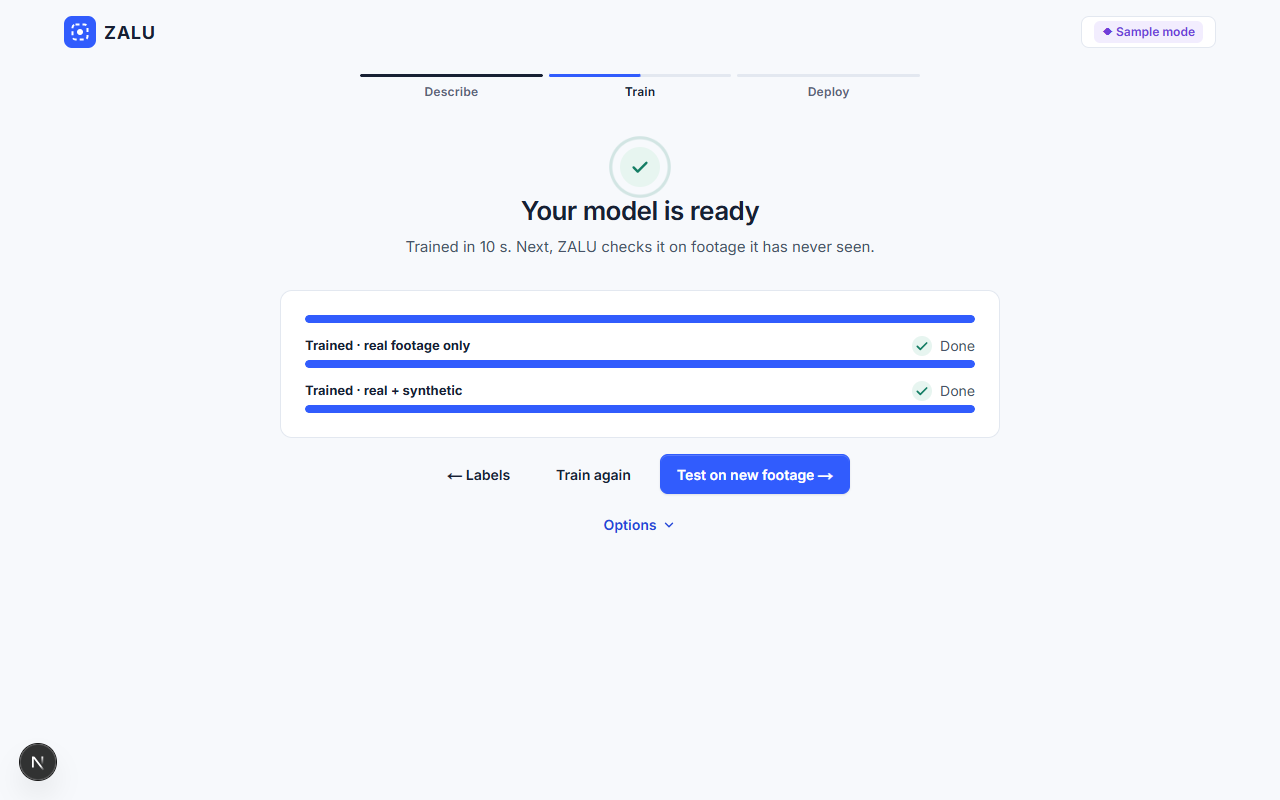 ZALU
Sample mode
Describe
Train
Deploy
Your model is ready
Trained in 10 s. Next, ZALU checks it on footage it has never seen.
Trained · real footage only
Done
Trained · real + synthetic
Done
← Labels
Train again
Test on new footage →
Options
N